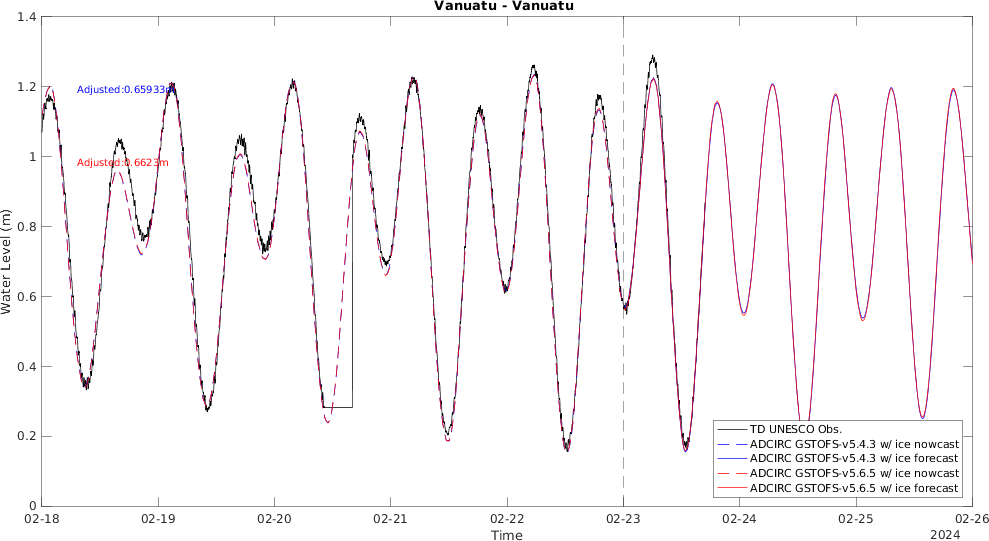 Vanuatu - Vanuatu
1.4
1.2
1
0.8
0.6
0.4
0.2
0
Water Level (m)
Adjusted:0.65933m
Adjusted:0.6623m
TD UNESCO Obs.
ADCIRC GSTOFS-v5.4.3 w/ ice nowcast
ADCIRC GSTOFS-v5.4.3 w/ ice forecast
ADCIRC GSTOFS-v5.6.5 w/ ice nowcast
ADCIRC GSTOFS-v5.6.5 w/ ice forecast
02-18 02-19 02-20 02-21 02-22 02-23 02-24 02-25 02-26
Time
2024